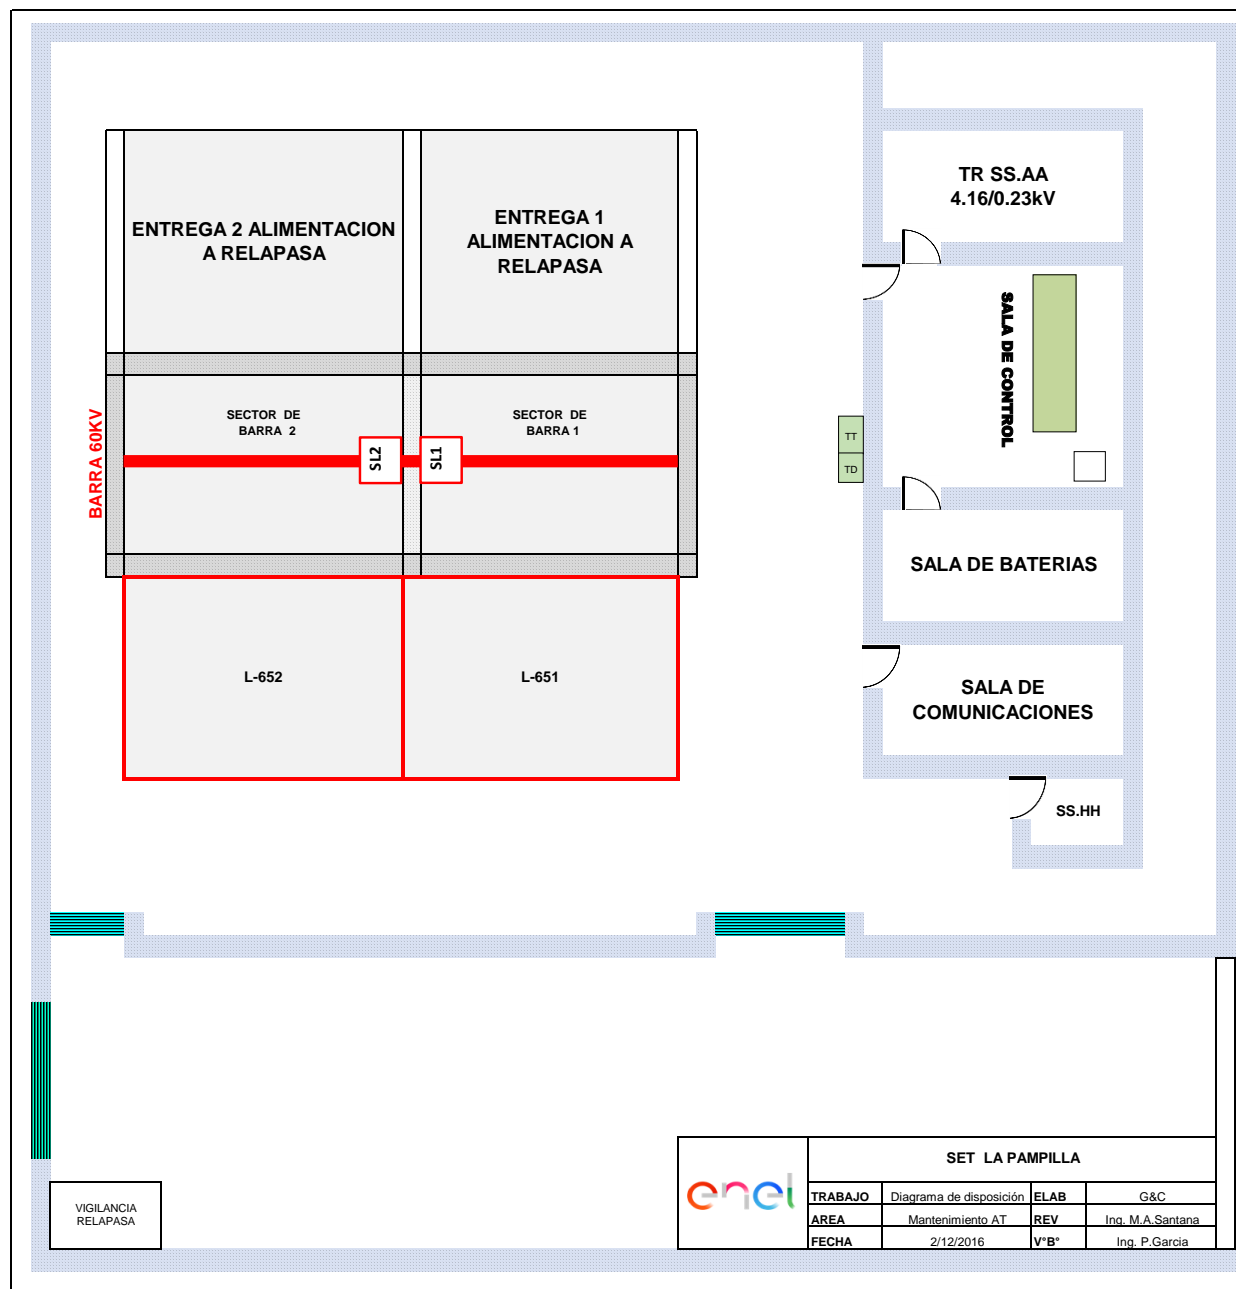 ENTREGA 2 ALIMENTACION
A RELAPASA
ENTREGA 1
ALIMENTACION A
RELAPASA
TR SS.AA
4.16/0.23kV
SALA DE CONTROL
BARRA 60KV
SECTOR DE
BARRA 2
SECTOR DE
BARRA 1
SL2
SL1
TT
TD
SALA DE BATERIAS
L-652
L-651
SALA DE
COMUNICACIONES
SS.HH
VIGILANCIA
RELAPASA
enel
SET LA PAMPILLA
TRABAJO Diagrama de disposición ELAB G&C
AREA Mantenimiento AT REV Ing. M.A.Santana
FECHA 2/12/2016 V°B° Ing. P.Garcia